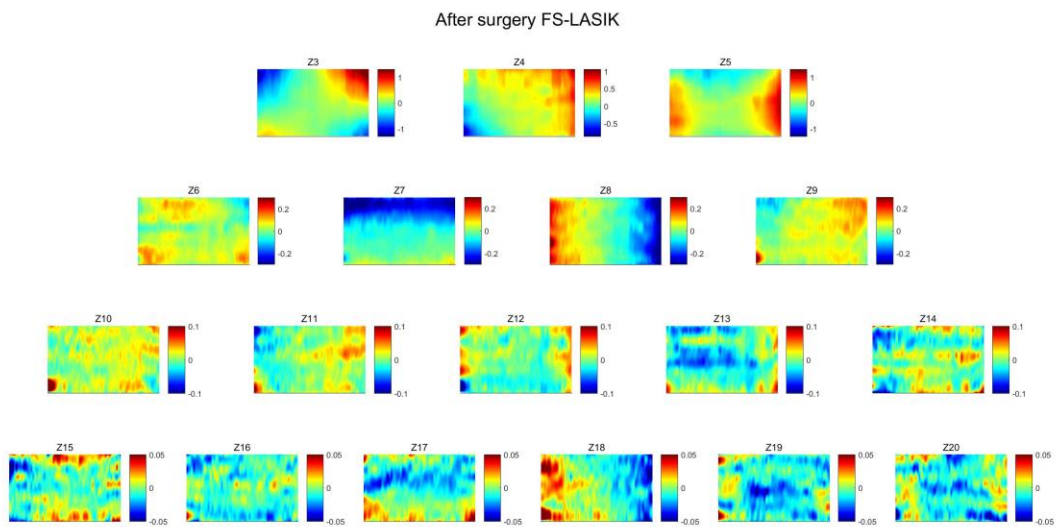 After surgery FS-LASIK
Z3 Z4 Z5
1 1 1
0.5
0 0 0
-0.5
-1 -1
Z6 Z7 Z8 Z9
0.2 0.2 0.2 0.2
0 0 0 0
-0.2 -0.2 -0.2 -0.2
Z10 Z11 Z12 Z13 Z14
0.1 0.1 0.1 0.1 0.1
0 0 0 0 0
-0.1 -0.1 -0.1 -0.1 -0.1
Z15 Z16 Z17 Z18 Z19 Z20
0.05 0.05 0.05 0.05 0.05 0.05
0 0 0 0 0 0
-0.05 -0.05 -0.05 -0.05 -0.05 -0.05